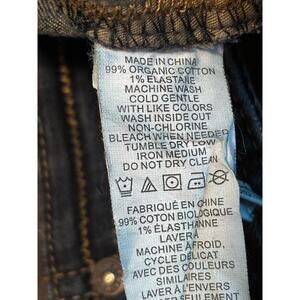 MADE IN CHINA
99% ORGANIC COTTON
1% ELASTANE
MACHINE WASH
COLD GENTLE
WITH LIKE COLORS
WASH INSIDE OUT
NON-CHLORINE
BLEACH WHEN NEEDED
TUMBLE DRY LOW
IRON MEDIUM
DO NOT DRY CLEAN
FABRIQUÉ EN CHINE
99% COTON BIOLOGIQUE
1% ÉLASTHANNE
LAVER À
MACHINE À FROID,
CYCLE DÉLICAT
AVEC DES COULEURS
SIMILAIRES
LAVER À L'ENVERS